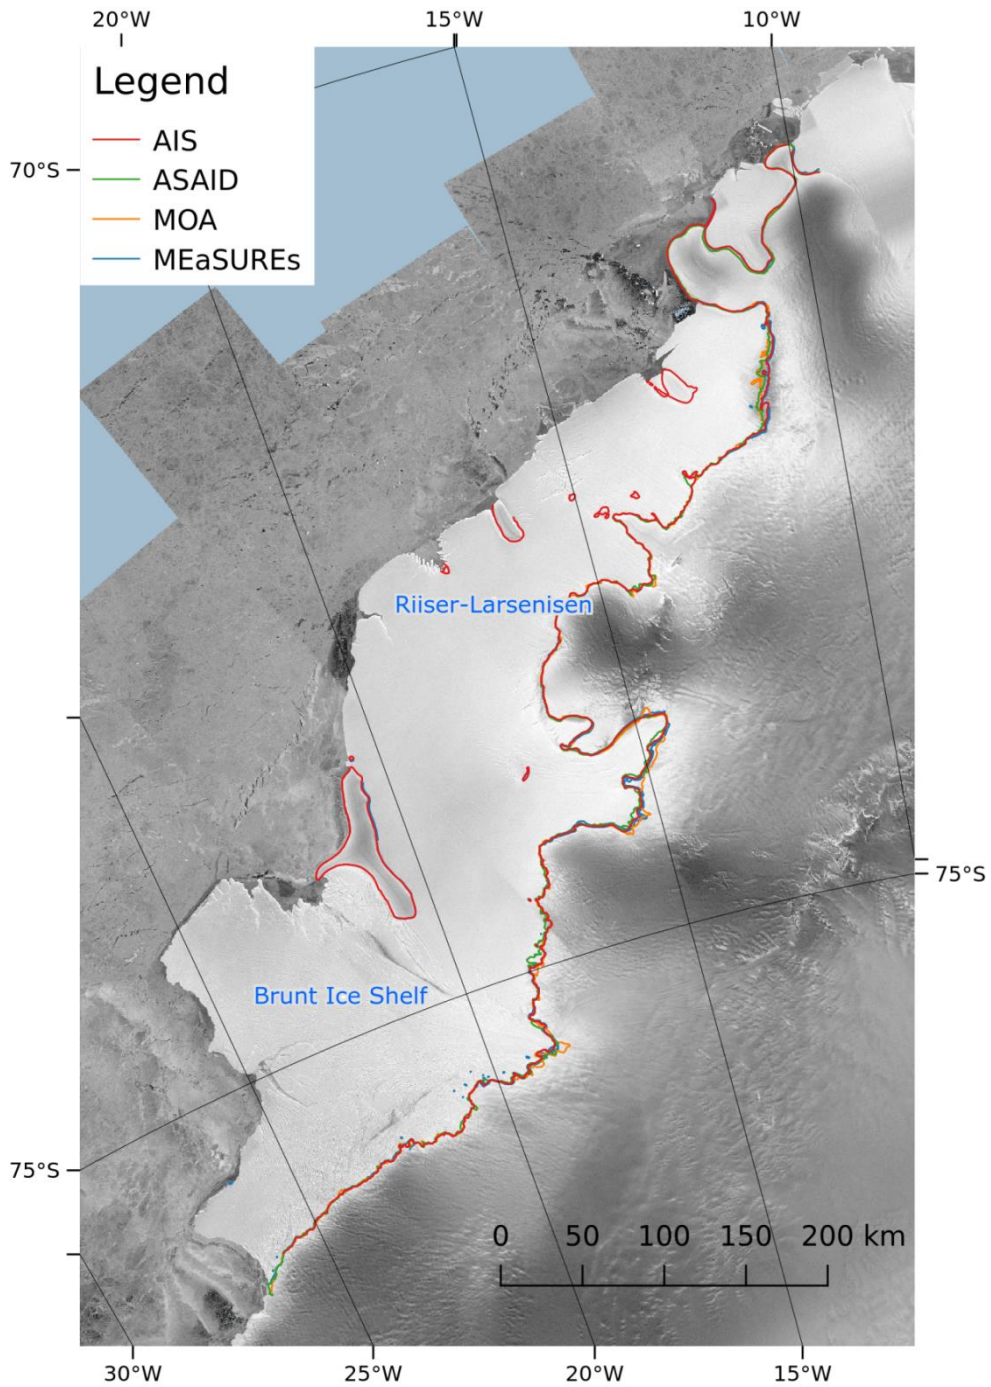 20°W 15°W 10°W
Legend
AIS
ASAID
MOA
MEaSUREs
70°S
Riiser-Larsenisen
75°S
Brunt Ice Shelf
75°S
0 50 100 150 200 km
30°W 25°W 20°W 15°W